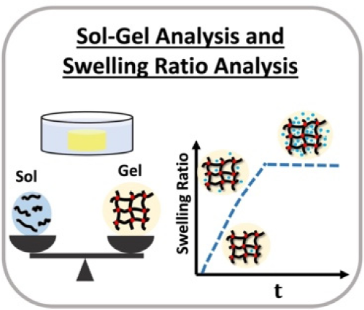 Sol-Gel Analysis and
Swelling Ratio Analysis
Sol
Gel
Swelling Ratio
t